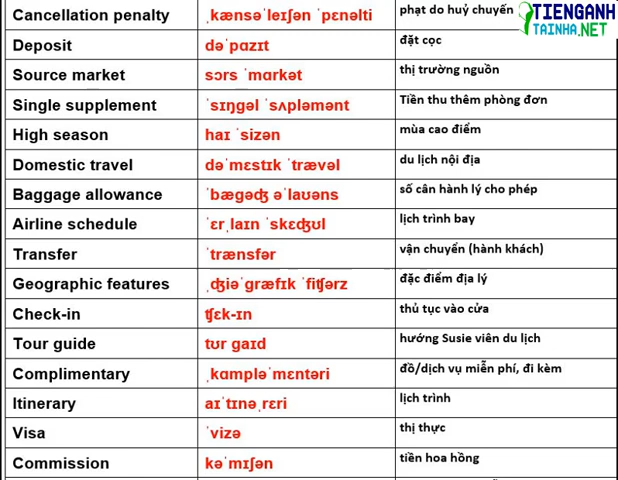 Cancellation penalty ˌkænsəˈleɪʃən ˈpɛnəlti phạt do huỷ chuyến
TIENGANH
TAINHA.NET
Deposit dəˈpɑzɪt đặt cọc
Source market sɔrs ˈmɑrkət thị trường nguồn
Single supplement ˈsɪŋgəl ˈsʌpləmənt Tiền thu thêm phòng đơn
High season haɪ ˈsizən mùa cao điểm
Domestic travel dəˈmɛstɪk ˈtrævəl du lịch nội địa
Baggage allowance ˈbægəʤ əˈlaʊəns số cân hành lý cho phép
Airline schedule ˈɛrˌlaɪn ˈskɛʤʊl lịch trình bay
Transfer ˈtrænsfər vận chuyển (hành khách)
Geographic features ˌʤiəˈgræfɪk ˈfiʧərz đặc điểm địa lý
Check-in ʧɛk-ɪn thủ tục vào cửa
Tour guide tʊr gaɪd hướng Susie viên du lịch
Complimentary ˌkɑmpləˈmɛntəri đồ/dịch vụ miễn phí, đi kèm
Itinerary aɪˈtɪnəˌrɛri lịch trình
Visa ˈvizə thị thực
Commission kəˈmɪʃən tiền hoa hồng